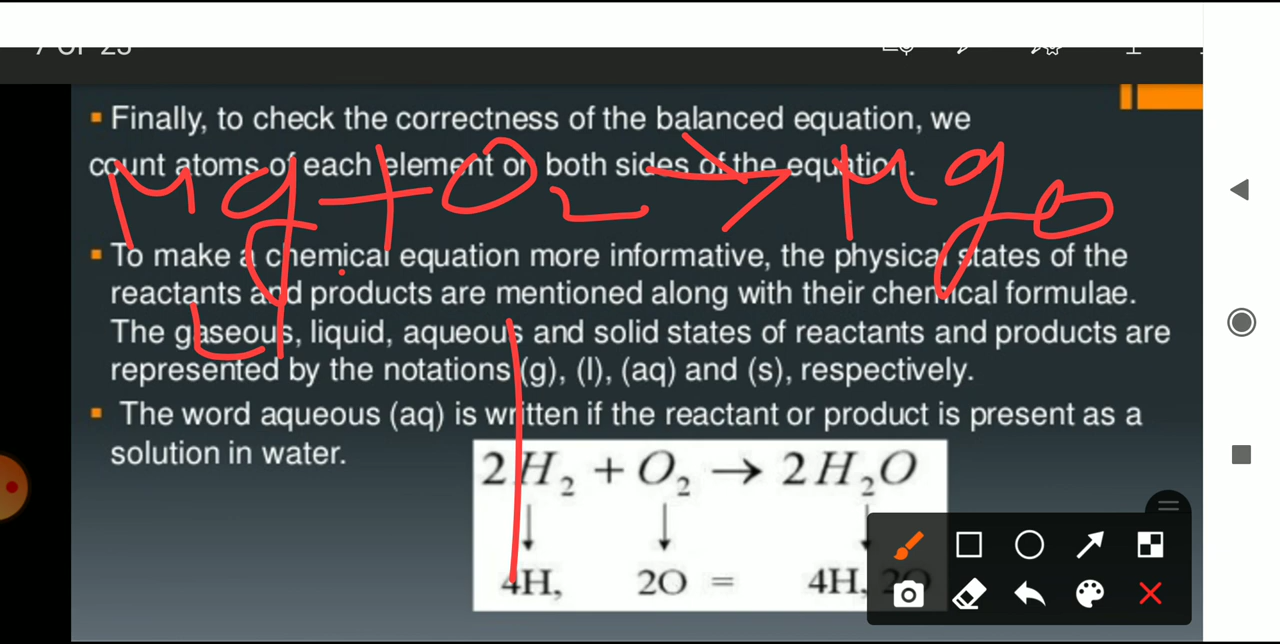 7 OF 23
▪ Finally, to check the correctness of the balanced equation, we
count atoms of each element on both sides of the equation.
Mg + O2 → Mgo
▪ To make a chemical equation more informative, the physical states of the
reactants and products are mentioned along with their chemical formulae.
The gaseous, liquid, aqueous and solid states of reactants and products are
represented by the notations (g), (l), (aq) and (s), respectively.
▪ The word aqueous (aq) is written if the reactant or product is present as a
solution in water.
2H₂ + O₂ → 2H₂O
4H, 2O = 4H, 2O